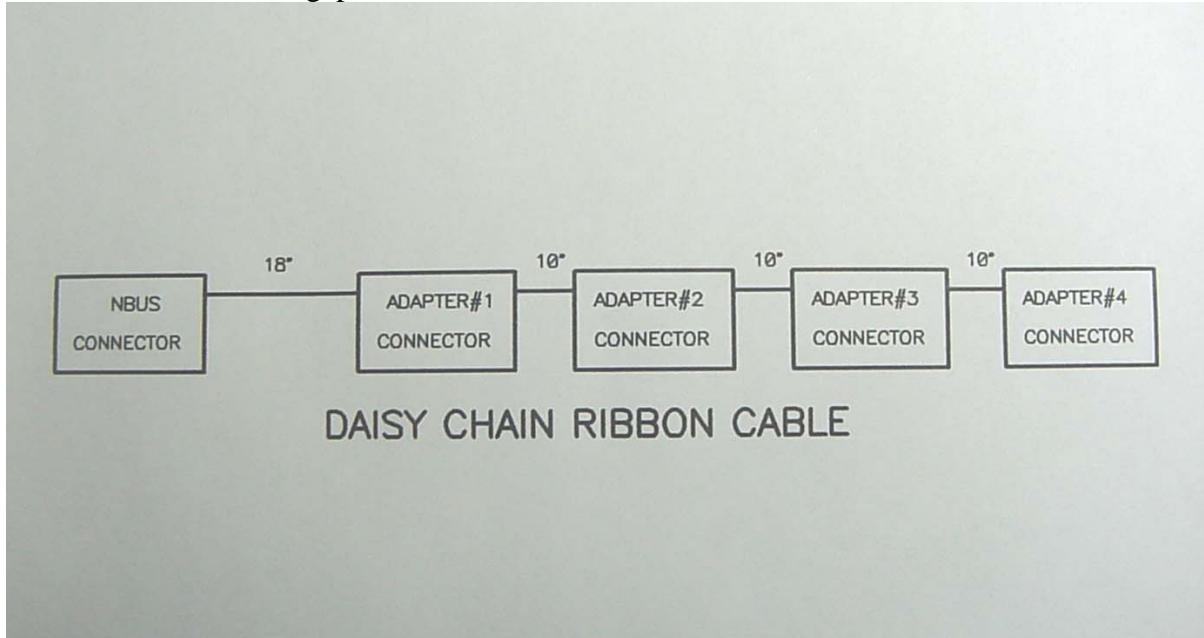 18"
10"
10"
10"
NBUS
CONNECTOR
ADAPTER#1
CONNECTOR
ADAPTER#2
CONNECTOR
ADAPTER#3
CONNECTOR
ADAPTER#4
CONNECTOR
DAISY CHAIN RIBBON CABLE